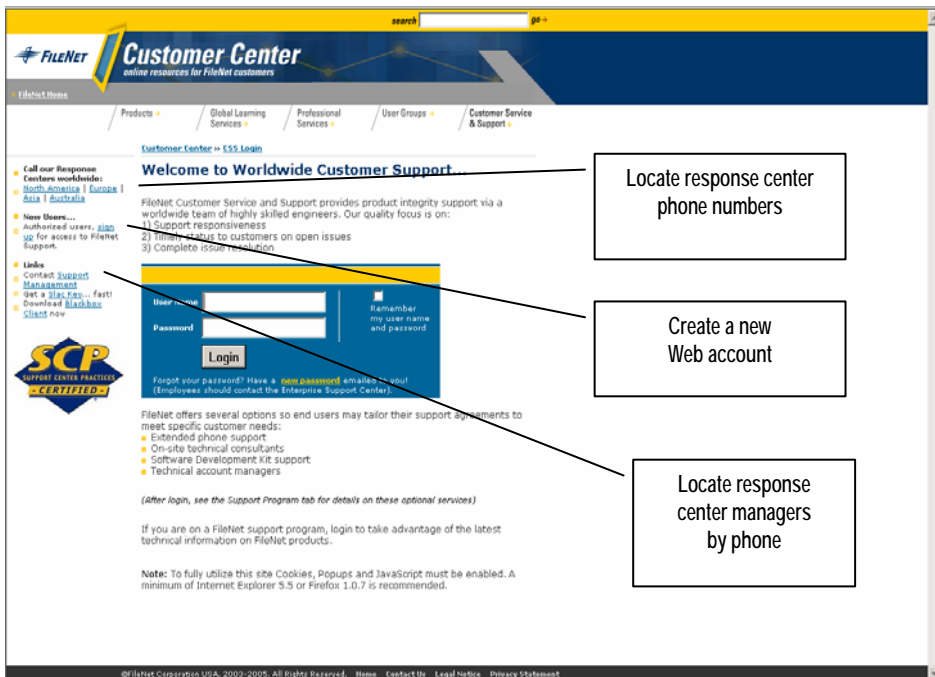 search
go
FILENET
Customer Center
online resources for FileNet customers
FileNet Home
Products
Global Learning
Services
Professional
Services
User Groups
Customer Service
& Support
Customer Center » CSS Login
Call our Response
Centers worldwide:
North America | Europe |
Asia | Australia
New Users...
Authorized users, sign
up for access to FileNet
Support.
Links
Contact Support
Management
Get a Slac Key... fast!
Download Blackbox
Client now
SCP
SUPPORT CENTER PRACTICES
- CERTIFIED -
Welcome to Worldwide Customer Support...
FileNet Customer Service and Support provides product integrity support via a
worldwide team of highly skilled engineers. Our quality focus is on:
1) Support responsiveness
2) Timely status to customers on open issues
3) Complete issue resolution
User Name
Password
Remember
my user name
and password
Login
Forgot your password? Have a new password emailed to you!
(Employees should contact the Enterprise Support Center).
FileNet offers several options so end users may tailor their support agreements to
meet specific customer needs:
Extended phone support
On-site technical consultants
Software Development Kit support
Technical account managers
(After login, see the Support Program tab for details on these optional services)
If you are on a FileNet support program, login to take advantage of the latest
technical information on FileNet products.
Note: To fully utilize this site Cookies, Popups and JavaScript must be enabled. A
minimum of Internet Explorer 5.5 or Firefox 1.0.7 is recommended.
Locate response center
phone numbers
Create a new
Web account
Locate response
center managers
by phone
@FileNet Corporation USA. 2003-2005. All Rights Reserved. Home Contact Us Legal Notice Privacy Statement